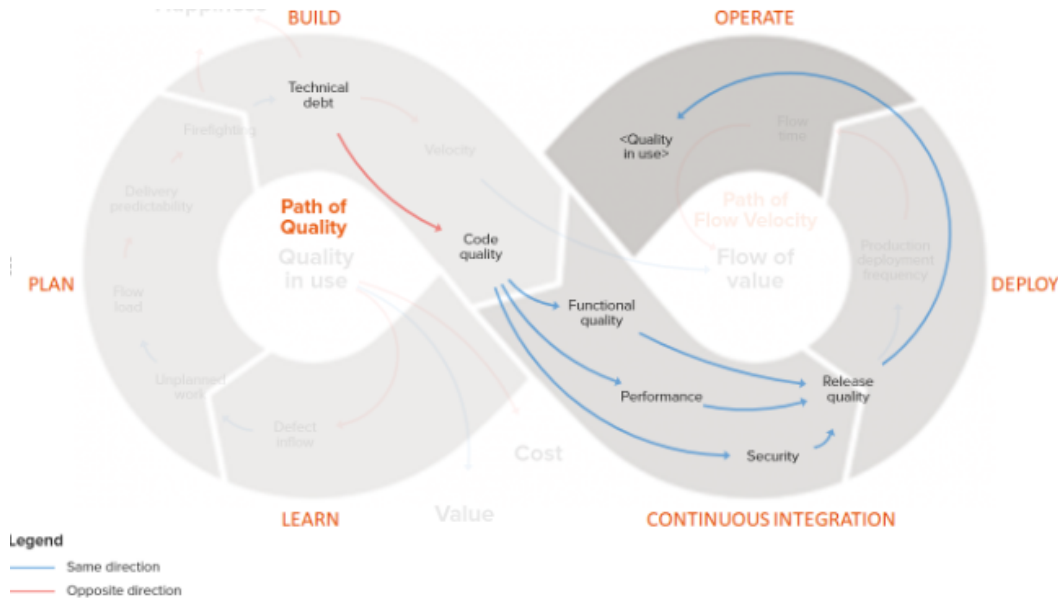 Happiness
BUILD
OPERATE
Technical
debt
Firefighting
Velocity
<Quality
in use>
Flow
time
Delivery
predictability
Path of
Quality
Quality
in use
Code
quality
Path of
Flow Velocity
Flow of
value
Production
deployment
frequency
PLAN
DEPLOY
Flow
load
Functional
quality
Unplanned
work
Performance
Release
quality
Defect
inflow
Cost
Security
Value
LEARN
CONTINUOUS INTEGRATION
Legend
Same direction
Opposite direction